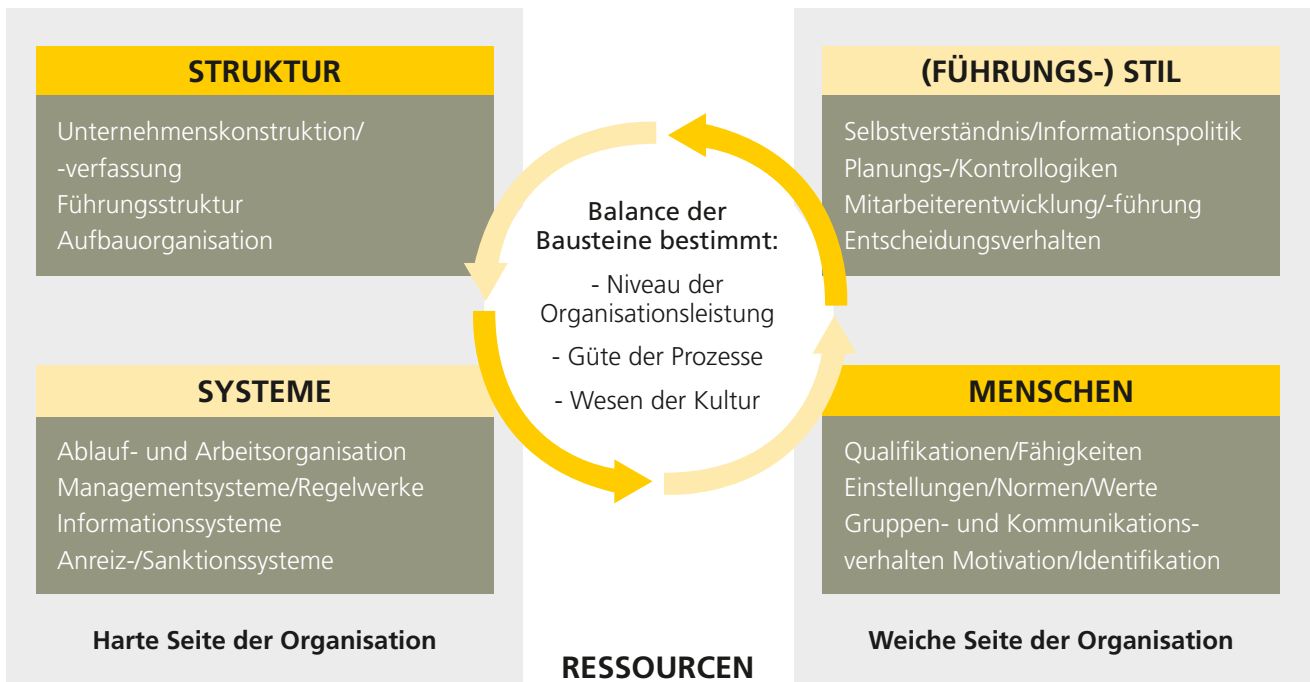 STRUKTUR
Unternehmenskonstruktion/
-verfassung
Führungsstruktur
Aufbauorganisation
SYSTEME
Ablauf- und Arbeitsorganisation
Managementsysteme/Regelwerke
Informationssysteme
Anreiz-/Sanktionssysteme
Harte Seite der Organisation
Balance der
Bausteine bestimmt:
- Niveau der
Organisationsleistung
- Güte der Prozesse
- Wesen der Kultur
RESSOURCEN
(FÜHRUNGS-) STIL
Selbstverständnis/Informationspolitik
Planungs-/Kontrollogiken
Mitarbeiterentwicklung/-führung
Entscheidungsverhalten
MENSCHEN
Qualifikationen/Fähigkeiten
Einstellungen/Normen/Werte
Gruppen- und Kommunikations-
verhalten Motivation/Identifikation
Weiche Seite der Organisation